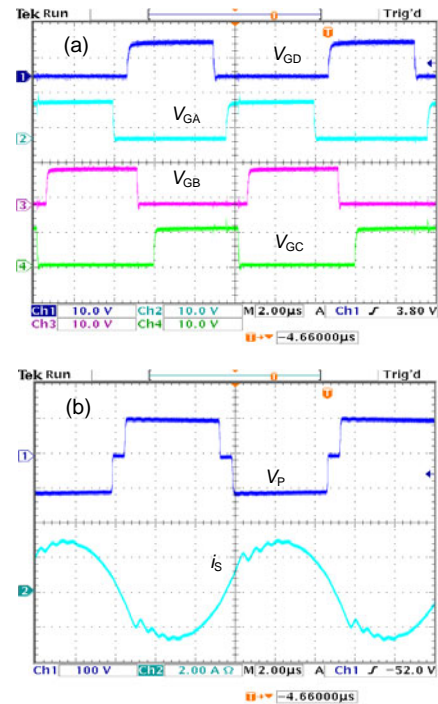 Tek Run Trig'd
T
(a)
VGD
1
VGA
2
VGB
3
VGC
4
Ch1 10.0 V Ch2 10.0 V M 2.00µs A Ch1 3.80 V
Ch3 10.0 V Ch4 10.0 V
T -4.66000µs
Tek Run Trig'd
T
(b)
1
VP
iS
2
Ch1 100 V Ch2 2.00 A Ω M 2.00µs A Ch1 -52.0 V
T -4.66000µs